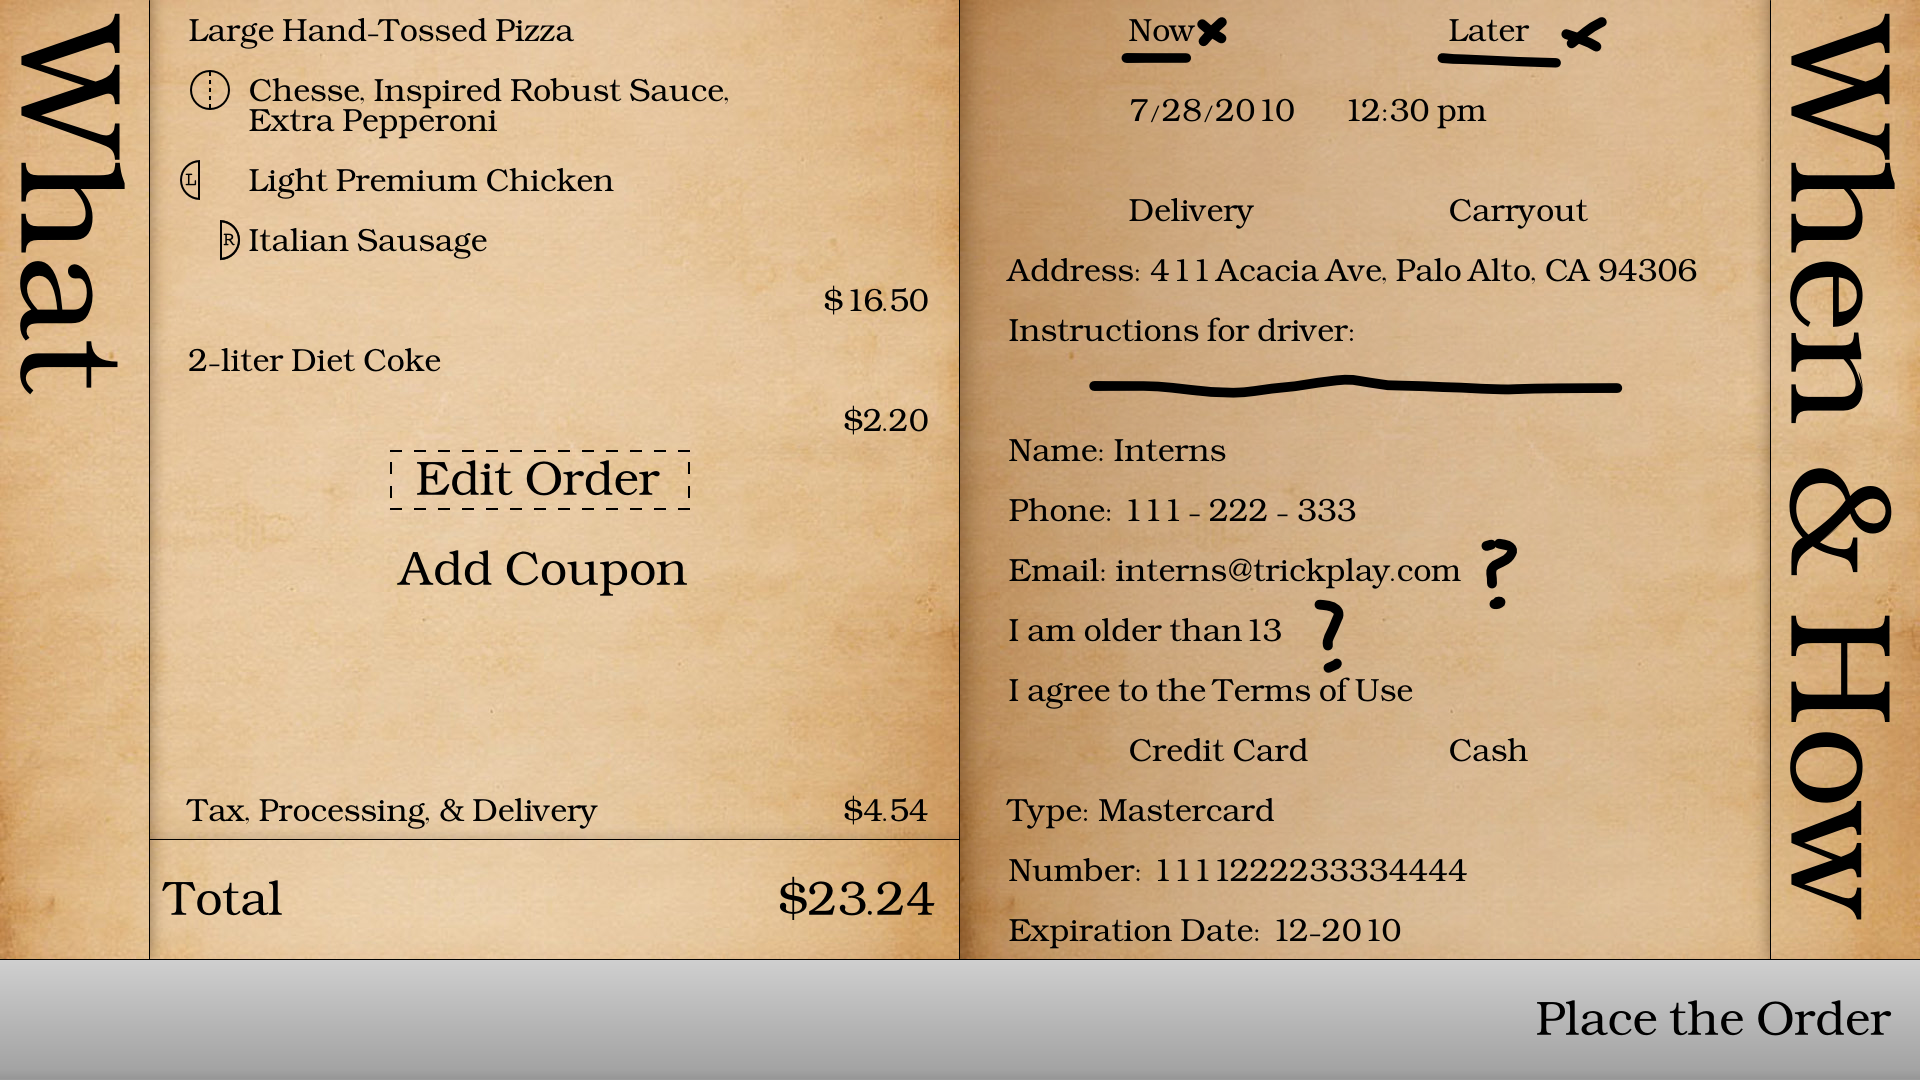 What
Large Hand-Tossed Pizza
Chesse, Inspired Robust Sauce,
Extra Pepperoni
L Light Premium Chicken
R Italian Sausage
$16.50
2-liter Diet Coke
$2.20
Edit Order
Add Coupon
Tax, Processing, & Delivery $4.54
Total $23.24
Now Later
7/28/2010 12:30 pm
Delivery Carryout
Address: 411 Acacia Ave, Palo Alto, CA 94306
Instructions for driver:
Name: Interns
Phone: 111 - 222 - 333
Email: interns@trickplay.com ?
I am older than 13 ?
I agree to the Terms of Use
Credit Card Cash
Type: Mastercard
Number: 1111222233334444
Expiration Date: 12-2010
When & How
Place the Order